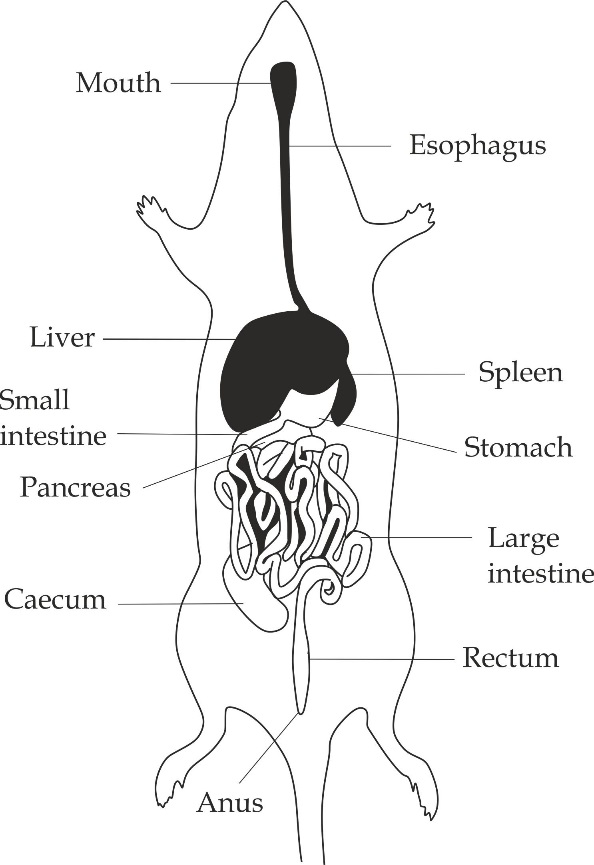 Mouth
Esophagus
Liver
Spleen
Small
intestine
Stomach
Pancreas
Large
intestine
Caecum
Rectum
Anus